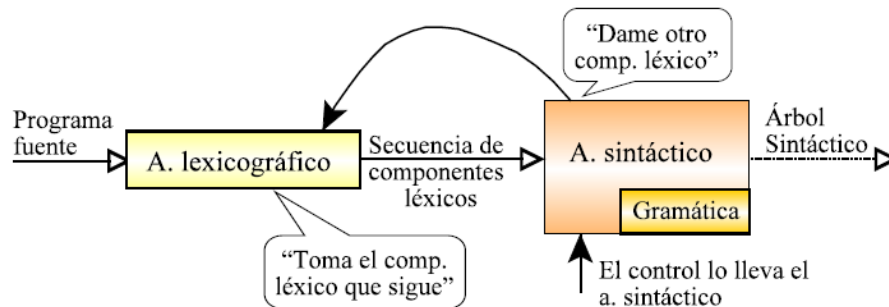 “Dame otro
comp. léxico”
Programa
fuente
A. lexicográfico
Secuencia de
componentes
léxicos
A. sintáctico
Gramática
Árbol
Sintáctico
“Toma el comp.
léxico que sigue”
El control lo lleva el
a. sintáctico